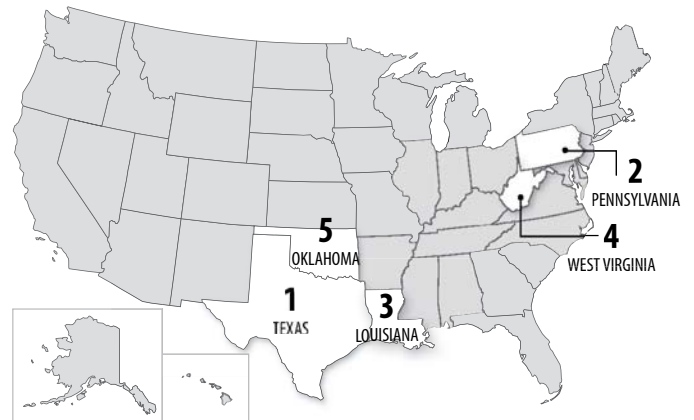 2
PENNSYLVANIA
5
OKLAHOMA
4
WEST VIRGINIA
1
TEXAS
3
LOUISIANA